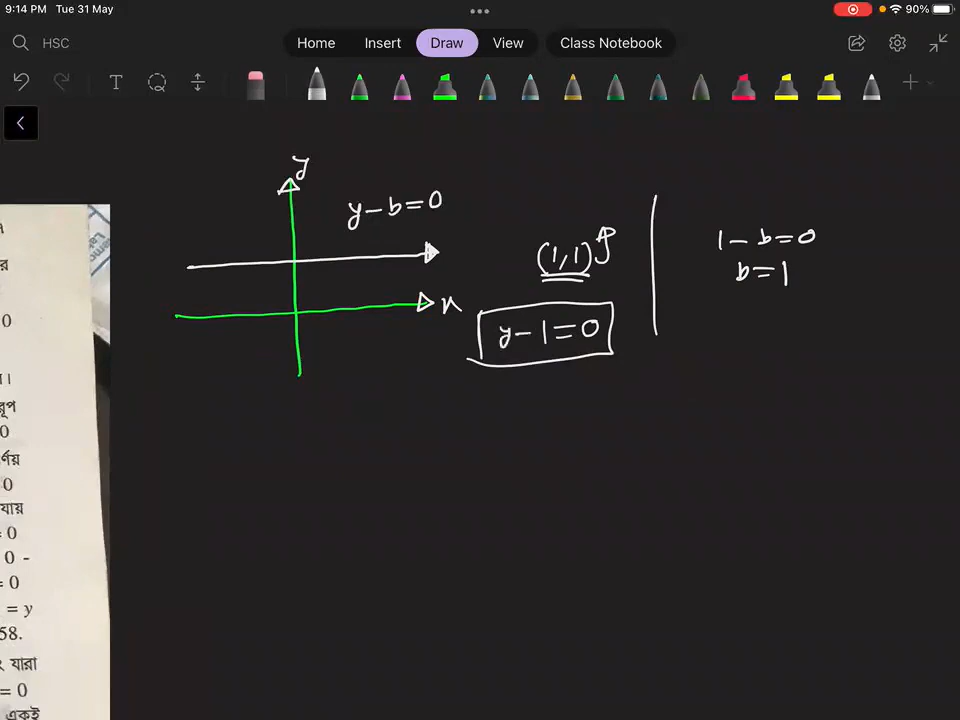 9:14 PM Tue 31 May
90%
HSC
Home Insert Draw View Class Notebook
T
y
y-b=0
x
(1,1)
y-1=0
1-b=0
b=1
র
0
।
রূপ
0
র্ণয়
0
যায়
= 0
0 -
= 0
= y
58.
যারা
= 0
একই